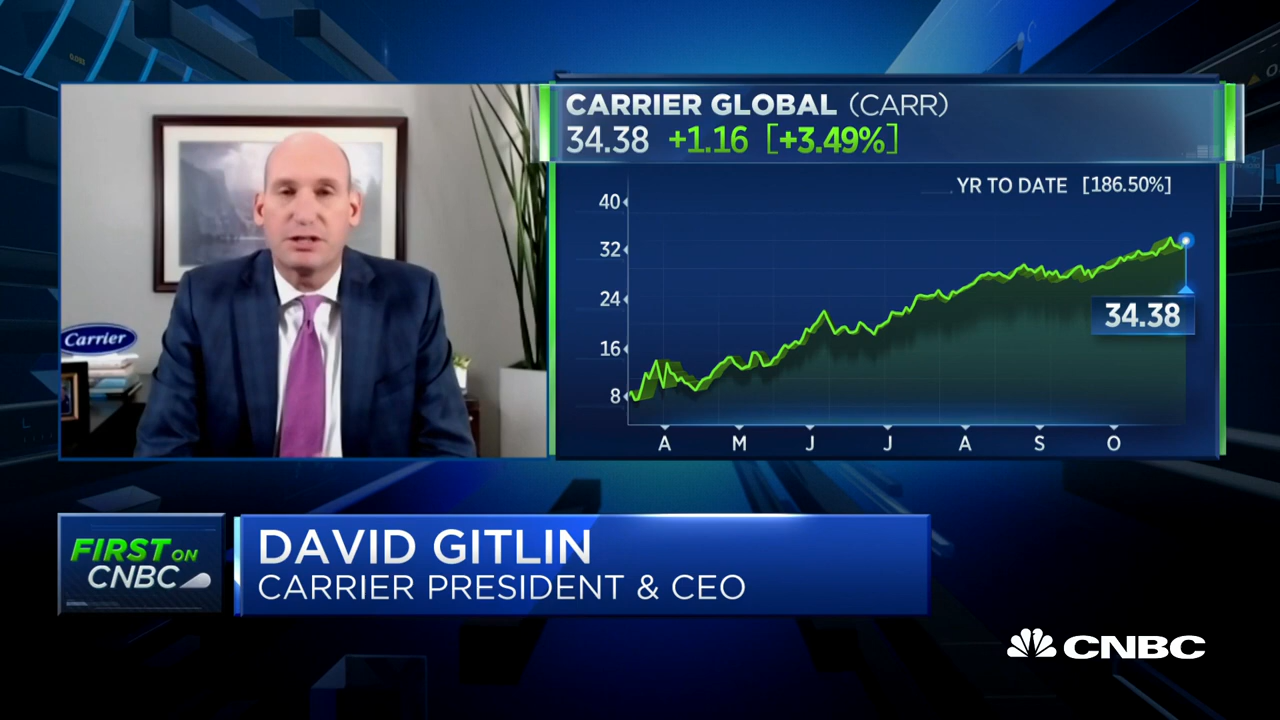 CARRIER GLOBAL (CARR)
34.38 +1.16 [+3.49%]
YR TO DATE [186.50%]
40
32
24
16
8
34.38
A M J J A S O
Carrier
FIRST ON
CNBC
DAVID GITLIN
CARRIER PRESIDENT & CEO
CNBC